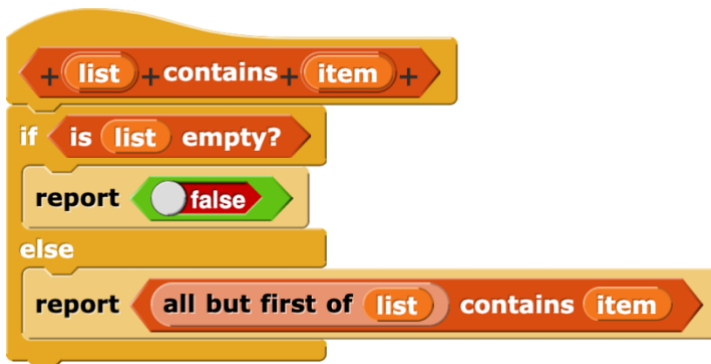 + list + contains + item +
if is list empty?
report false
else
report all but first of list contains item